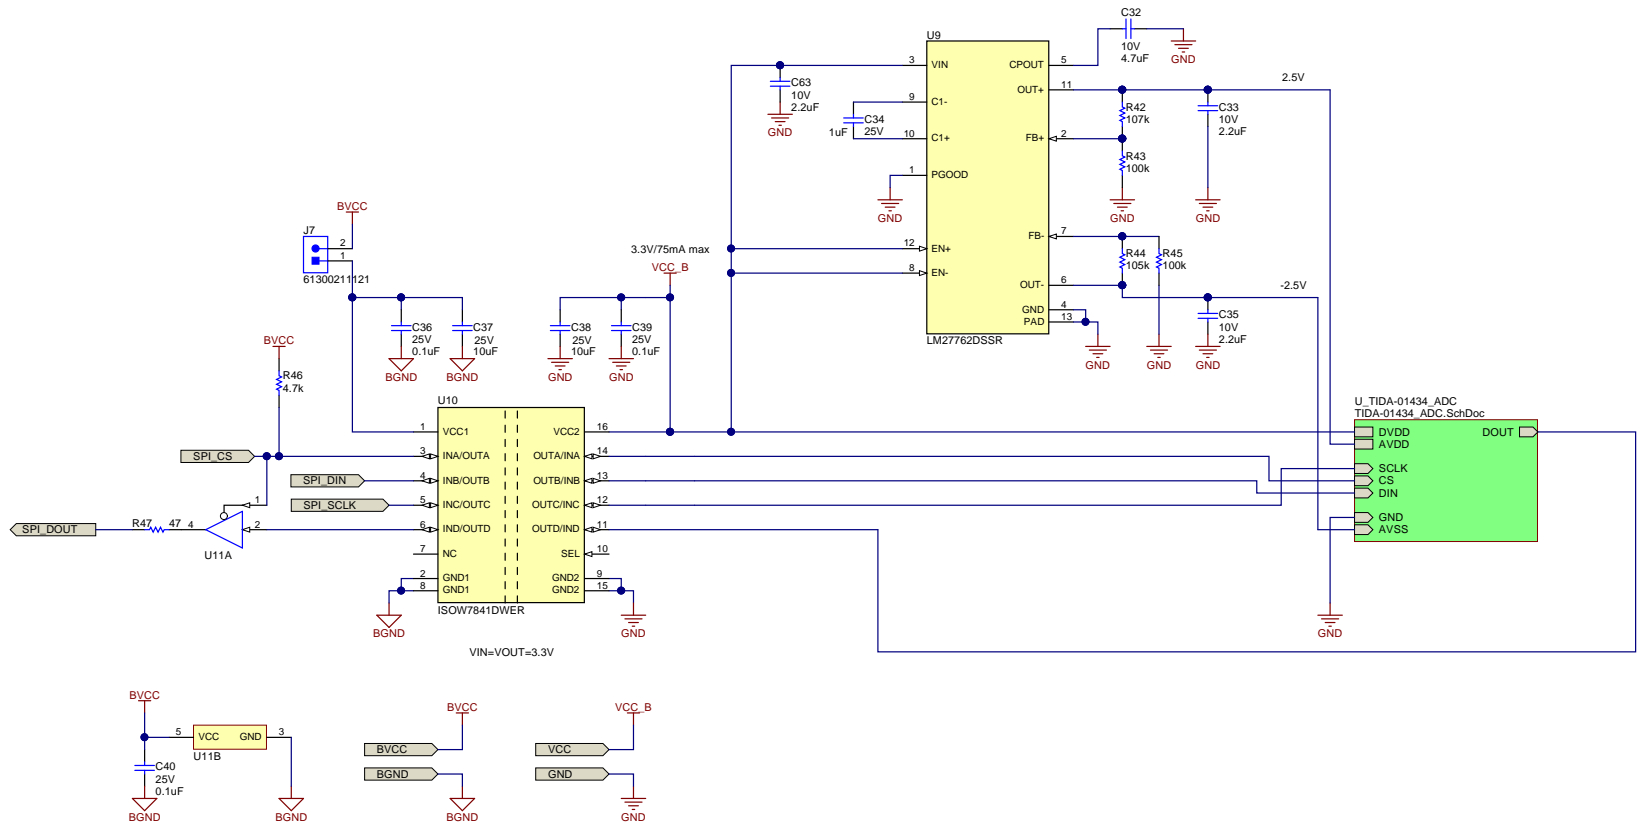 C32
10V
4.7uF
GND
U9
3 VIN CPOUT 5
C63
10V
2.2uF
GND
9 C1-
C34
1uF 25V
10 C1+
OUT+ 11
2.5V
R42
107k
C33
10V
2.2uF
FB+ 2
R43
100k
1 PGOOD
GND
GND
GND
FB- 7
12 EN+
8 EN-
R44
105k
R45
100k
OUT- 6
-2.5V
GND 4
PAD 13
C35
10V
2.2uF
LM27762DSSR
GND
GND
GND
BVCC
J7
2
1
61300211121
3.3V/75mA max
VCC_B
C36
25V
0.1uF
C37
25V
10uF
C38
25V
10uF
C39
25V
0.1uF
BGND
BGND
GND
GND
BVCC
R46
4.7k
U10
1 VCC1 VCC2 16
SPI_CS
3 INA/OUTA OUTA/INA 14
SPI_DIN
4 INB/OUTB OUTB/INB 13
SPI_SCLK
5 INC/OUTC OUTC/INC 12
SPI_DOUT
R47 47 4
1
2
U11A
6 IND/OUTD OUTD/IND 11
7 NC SEL 10
2 GND1 GND2 9
8 GND1 GND2 15
ISOW7841DWER
BGND
GND
VIN=VOUT=3.3V
U_TIDA-01434_ADC
TIDA-01434_ADC.SchDoc
DVDD DOUT
AVDD
SCLK
CS
DIN
GND
AVSS
GND
BVCC
5 VCC GND 3
U11B
C40
25V
0.1uF
BGND
BGND
BVCC
BVCC
BGND
BGND
VCC_B
VCC
GND
GND